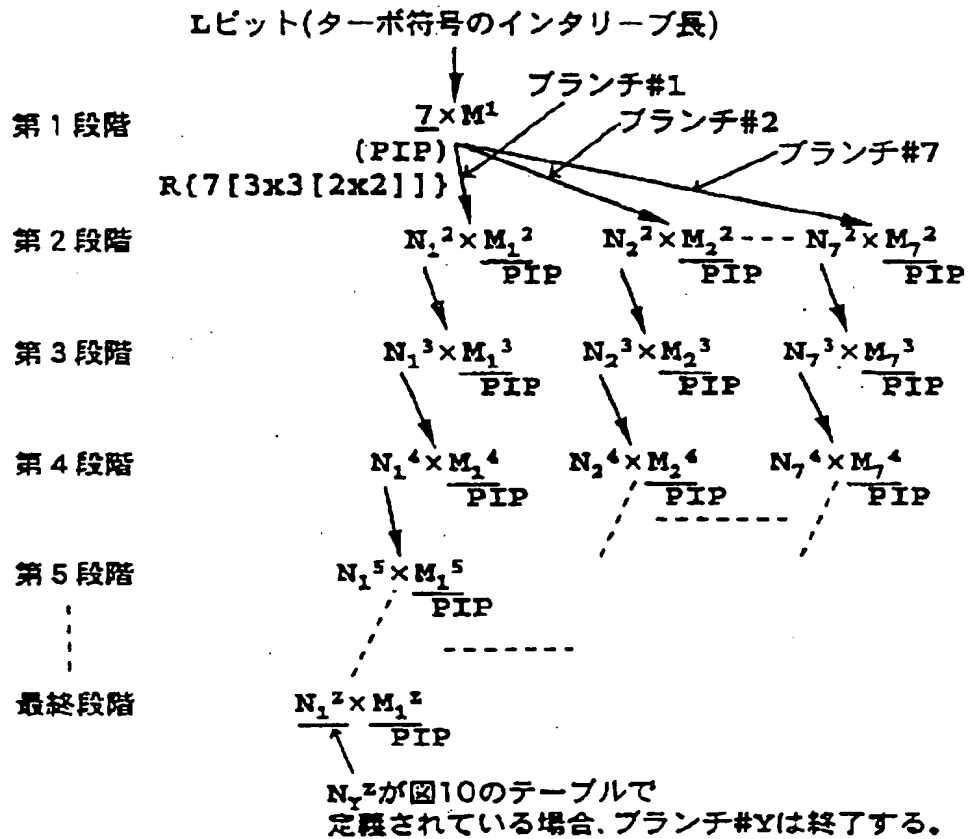 Lビット(ターボ符号のインタリーブ長)
ブランチ#1
第1段階 7×M¹ ブランチ#2
(PIP) ブランチ#7
R{7[3x3[2x2]]}
第2段階 N₁²×M₁² N₂²×M₂² ---- N₇²×M₇²
PIP PIP PIP
第3段階 N₁³×M₁³ N₂³×M₂³ N₇³×M₇³
PIP PIP PIP
第4段階 N₁⁴×M₁⁴ N₂⁴×M₂⁴ N₇⁴×M₇⁴
PIP PIP PIP
第5段階 N₁⁵×M₁⁵
PIP
最終段階 N₁ᶻ×M₁ᶻ
PIP
NYᶻが図10のテーブルで
定義されている場合、ブランチ#Yは終了する。